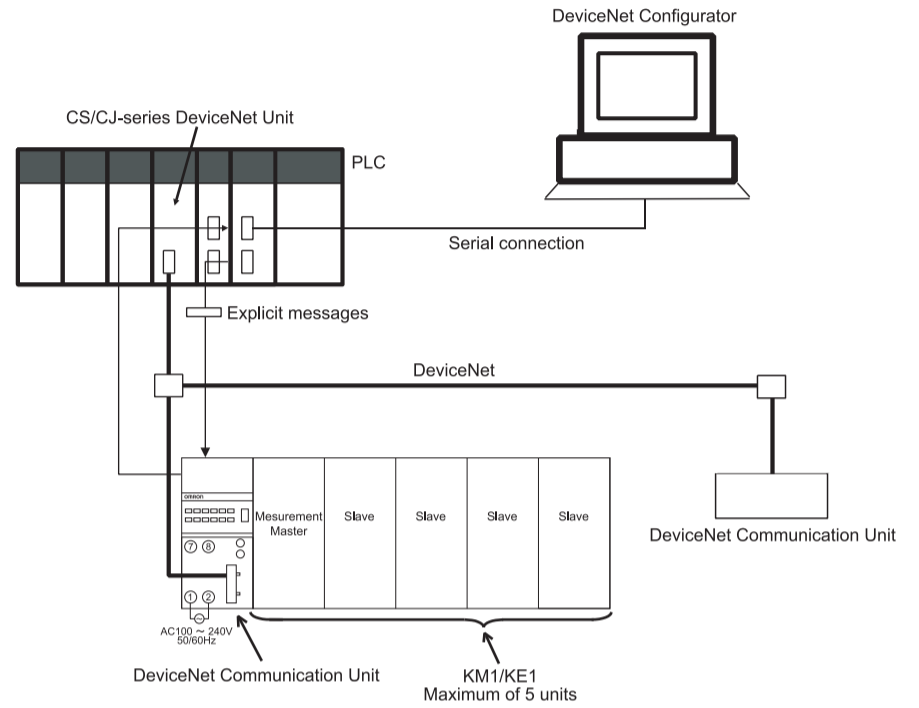 DeviceNet Configurator
CS/CJ-series DeviceNet Unit
PLC
Serial connection
Explicit messages
DeviceNet
OMRON
Mesurement
Master
Slave
Slave
Slave
Slave
7 8
1 2
AC100 ~ 240V
50/60Hz
DeviceNet Communication Unit
DeviceNet Communication Unit
KM1/KE1
Maximum of 5 units